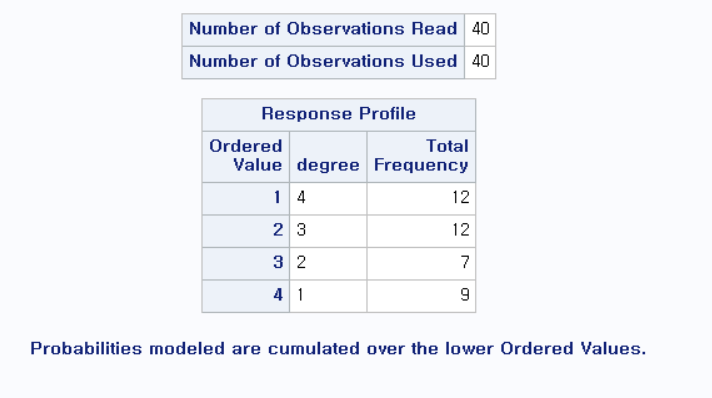 Number of Observations Read 40
Number of Observations Used 40
Response Profile
Ordered Value degree Total Frequency
1 4 12
2 3 12
3 2 7
4 1 9
Probabilities modeled are cumulated over the lower Ordered Values.